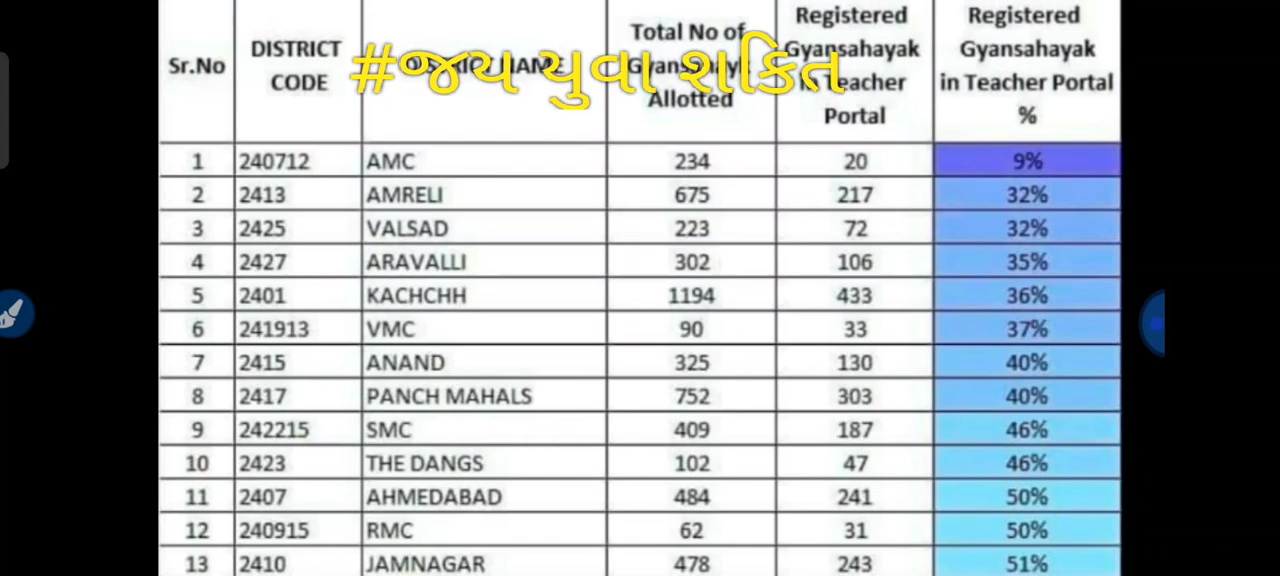 Sr.No DISTRICT CODE DISTRICT NAME Total No of Gyansahayk Allotted Registered Gyansahayak in Teacher Portal Registered Gyansahayak in Teacher Portal %
#જય યુવા શક્તિ
1 240712 AMC 234 20 9%
2 2413 AMRELI 675 217 32%
3 2425 VALSAD 223 72 32%
4 2427 ARAVALLI 302 106 35%
5 2401 KACHCHH 1194 433 36%
6 241913 VMC 90 33 37%
7 2415 ANAND 325 130 40%
8 2417 PANCH MAHALS 752 303 40%
9 242215 SMC 409 187 46%
10 2423 THE DANGS 102 47 46%
11 2407 AHMEDABAD 484 241 50%
12 240915 RMC 62 31 50%
13 2410 JAMNAGAR 478 243 51%